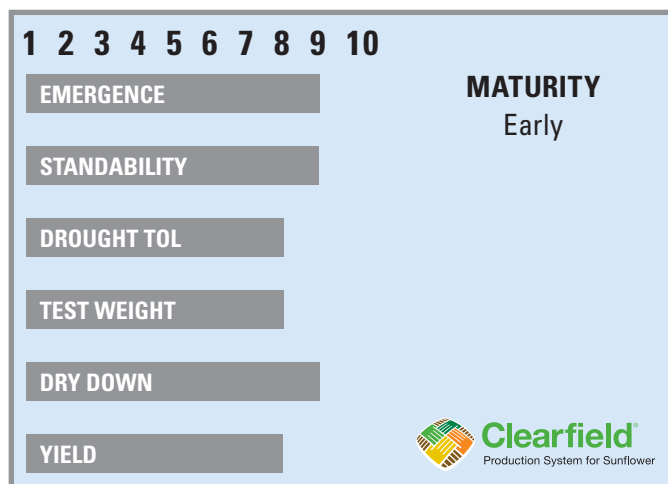 1 2 3 4 5 6 7 8 9 10
EMERGENCE
MATURITY
Early
STANDABILITY
DROUGHT TOL
TEST WEIGHT
DRY DOWN
YIELD
Clearfield®
Production System for Sunflower